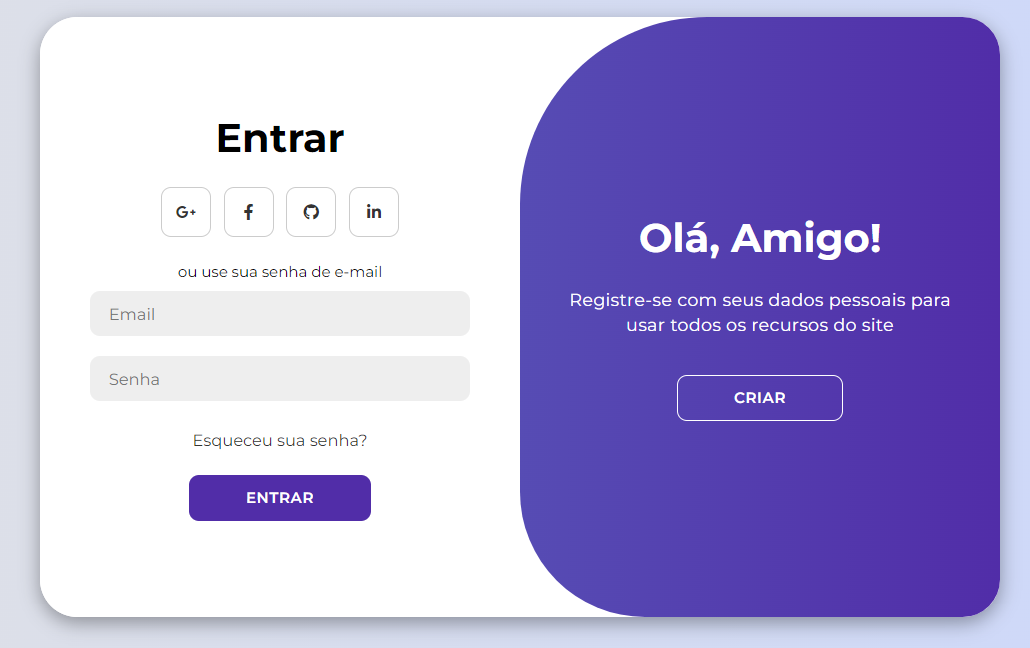 Entrar
G+ f in
ou use sua senha de e-mail
Email
Senha
Esqueceu sua senha?
ENTRAR
Olá, Amigo!
Registre-se com seus dados pessoais para
usar todos os recursos do site
CRIAR